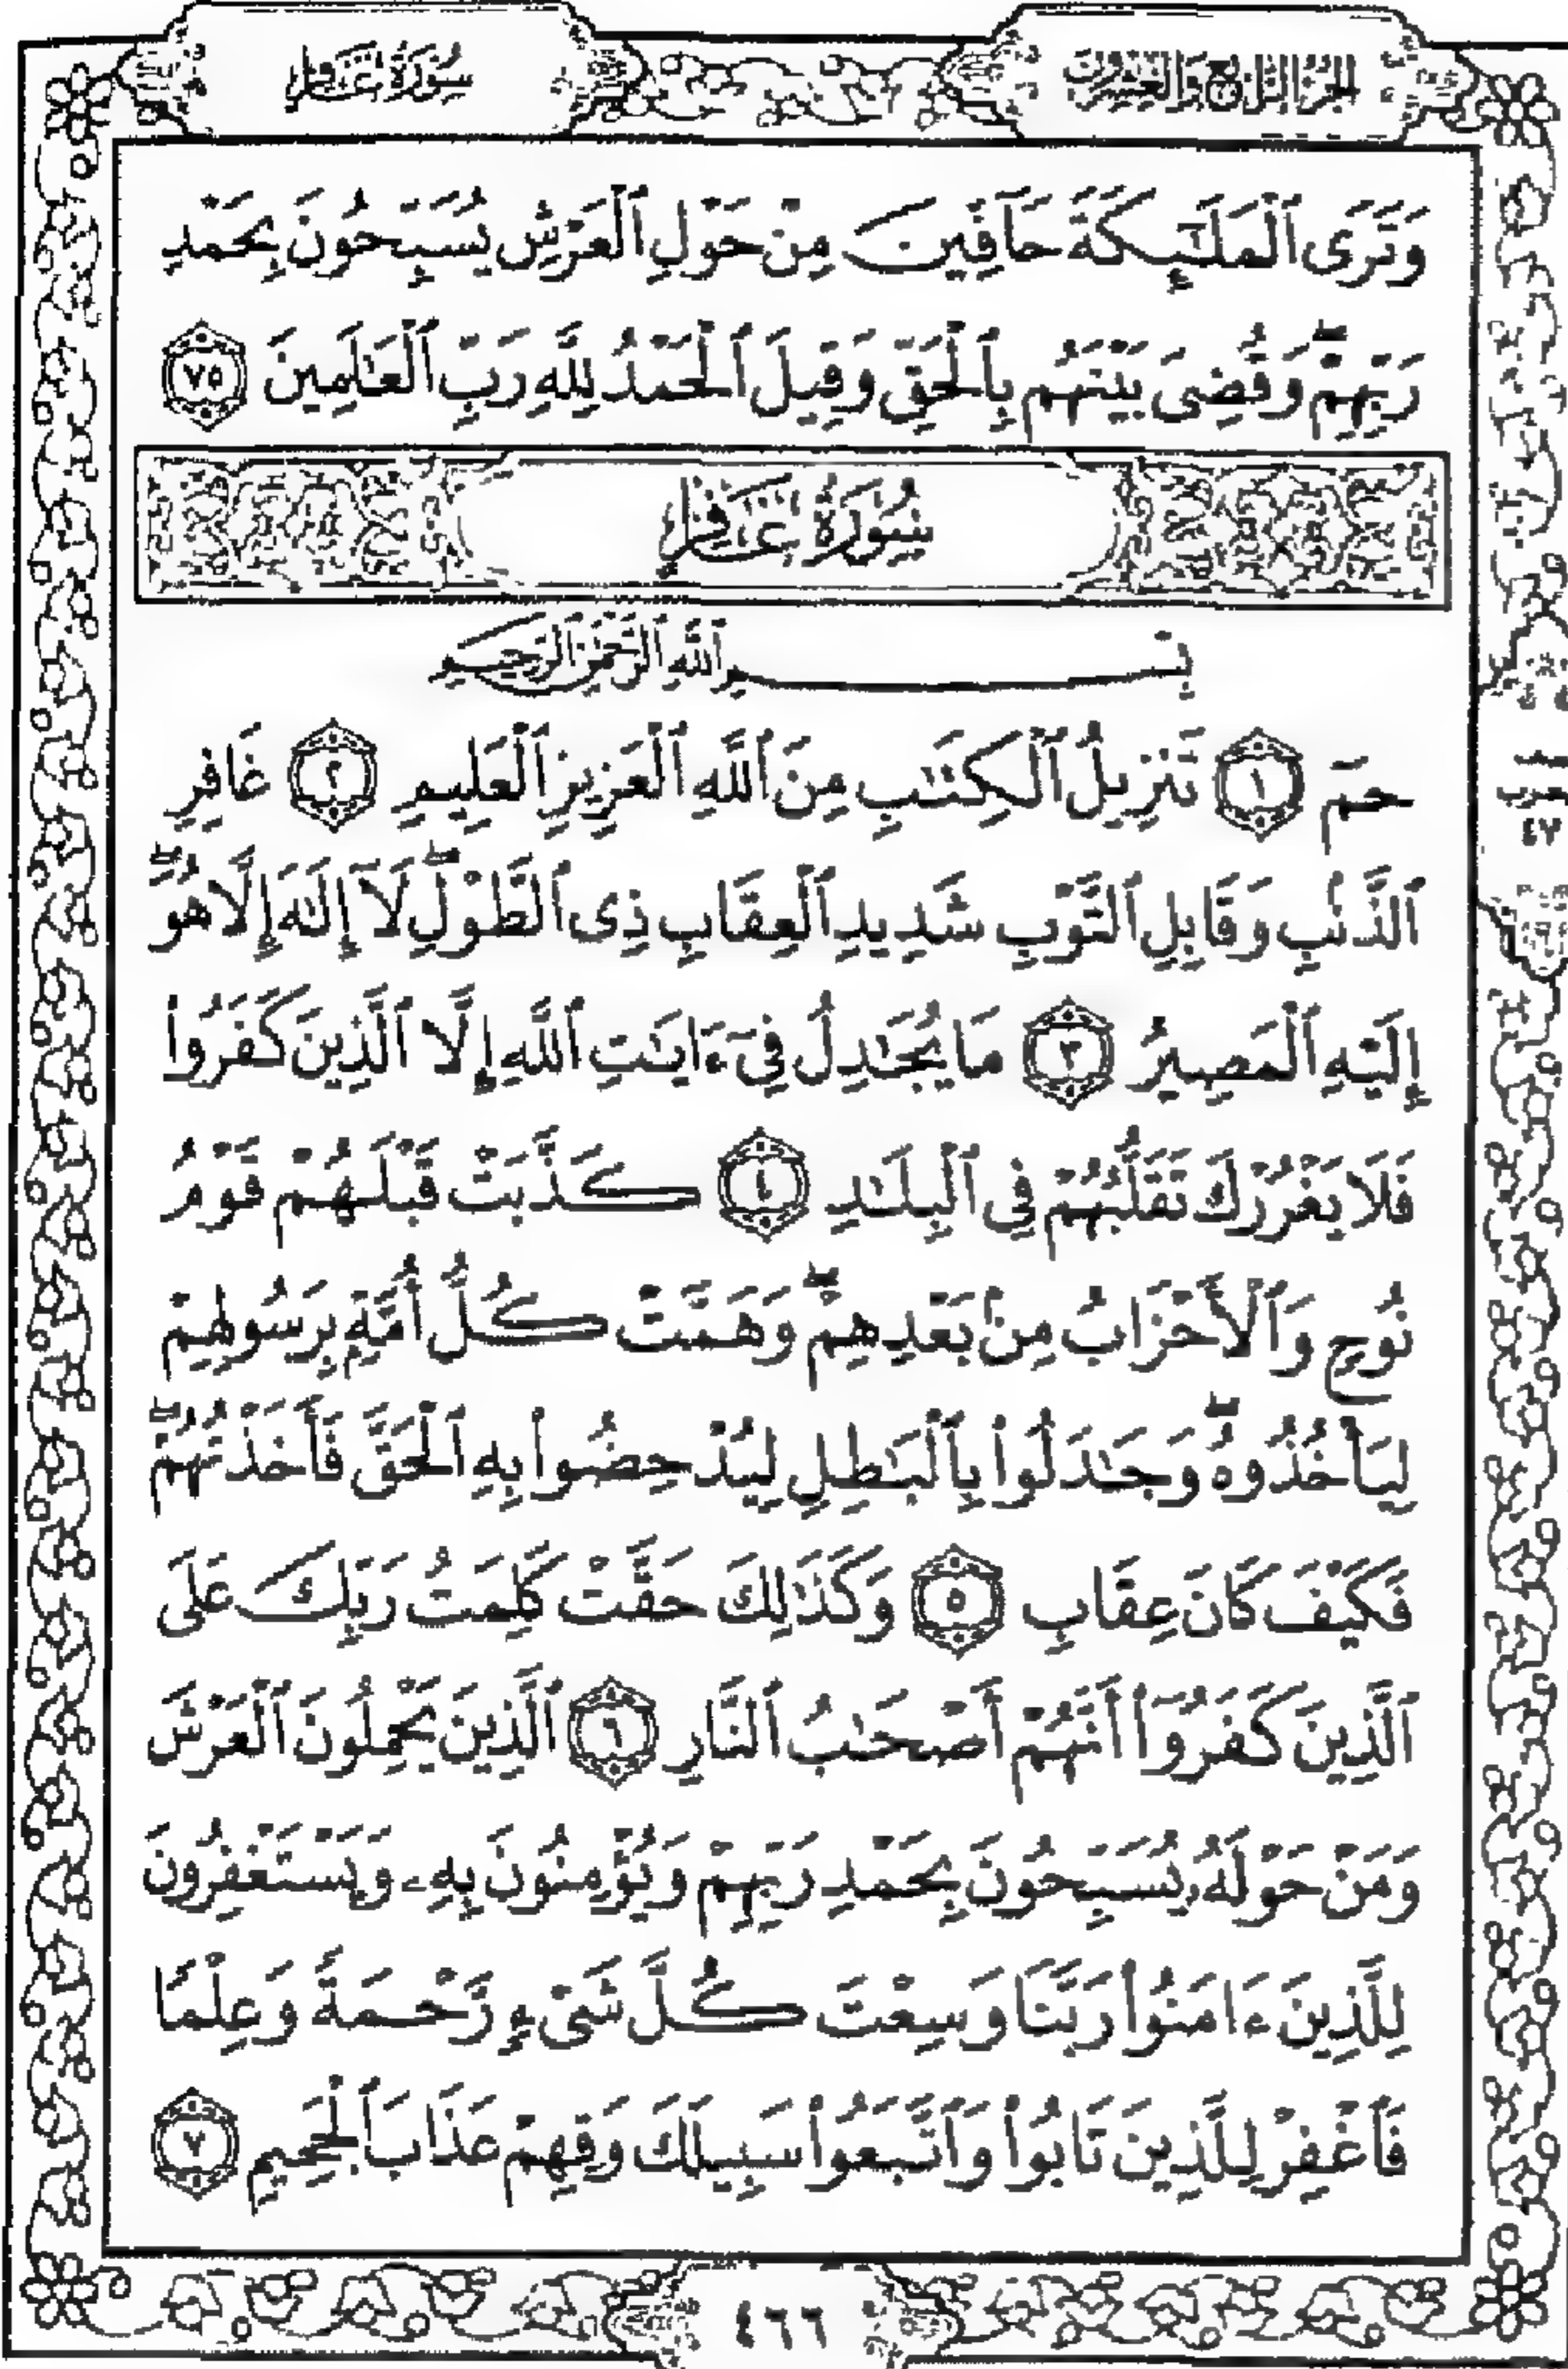 الجزء الرابع والعشرون
سُورَةُ غَافِرٍ
وَتَرَى ٱلْمَلَٰٓئِكَةَ حَآفِّينَ مِنْ حَوْلِ ٱلْعَرْشِ يُسَبِّحُونَ بِحَمْدِ
رَبِّهِمْ ۖ وَقُضِىَ بَيْنَهُم بِٱلْحَقِّ وَقِيلَ ٱلْحَمْدُ لِلَّهِ رَبِّ ٱلْعَٰلَمِينَ ٧٥
سُورَةُ غَافِرٍ
بِسْمِ ٱللَّهِ ٱلرَّحْمَٰنِ ٱلرَّحِيمِ
حمٓ ١ تَنزِيلُ ٱلْكِتَٰبِ مِنَ ٱللَّهِ ٱلْعَزِيزِ ٱلْعَلِيمِ ٢ غَافِرِ
ٱلذَّنۢبِ وَقَابِلِ ٱلتَّوْبِ شَدِيدِ ٱلْعِقَابِ ذِى ٱلطَّوْلِ ۖ لَآ إِلَٰهَ إِلَّا هُوَ ۖ
إِلَيْهِ ٱلْمَصِيرُ ٣ مَا يُجَٰدِلُ فِىٓ ءَايَٰتِ ٱللَّهِ إِلَّا ٱلَّذِينَ كَفَرُوا۟
فَلَا يَغْرُرْكَ تَقَلُّبُهُمْ فِى ٱلْبِلَٰدِ ٤ كَذَّبَتْ قَبْلَهُمْ قَوْمُ
نُوحٍ وَٱلْأَحْزَابُ مِنۢ بَعْدِهِمْ ۖ وَهَمَّتْ كُلُّ أُمَّةٍۭ بِرَسُولِهِمْ
لِيَأْخُذُوهُ ۖ وَجَٰدَلُوا۟ بِٱلْبَٰطِلِ لِيُدْحِضُوا۟ بِهِ ٱلْحَقَّ فَأَخَذْتُهُمْ ۖ
فَكَيْفَ كَانَ عِقَابِ ٥ وَكَذَٰلِكَ حَقَّتْ كَلِمَتُ رَبِّكَ عَلَى
ٱلَّذِينَ كَفَرُوٓا۟ أَنَّهُمْ أَصْحَٰبُ ٱلنَّارِ ٦ ٱلَّذِينَ يَحْمِلُونَ ٱلْعَرْشَ
وَمَنْ حَوْلَهُۥ يُسَبِّحُونَ بِحَمْدِ رَبِّهِمْ وَيُؤْمِنُونَ بِهِۦ وَيَسْتَغْفِرُونَ
لِلَّذِينَ ءَامَنُوا۟ رَبَّنَا وَسِعْتَ كُلَّ شَىْءٍ رَّحْمَةً وَعِلْمًا
فَٱغْفِرْ لِلَّذِينَ تَابُوا۟ وَٱتَّبَعُوا۟ سَبِيلَكَ وَقِهِمْ عَذَابَ ٱلْجَحِيمِ ٧
٤٦٦